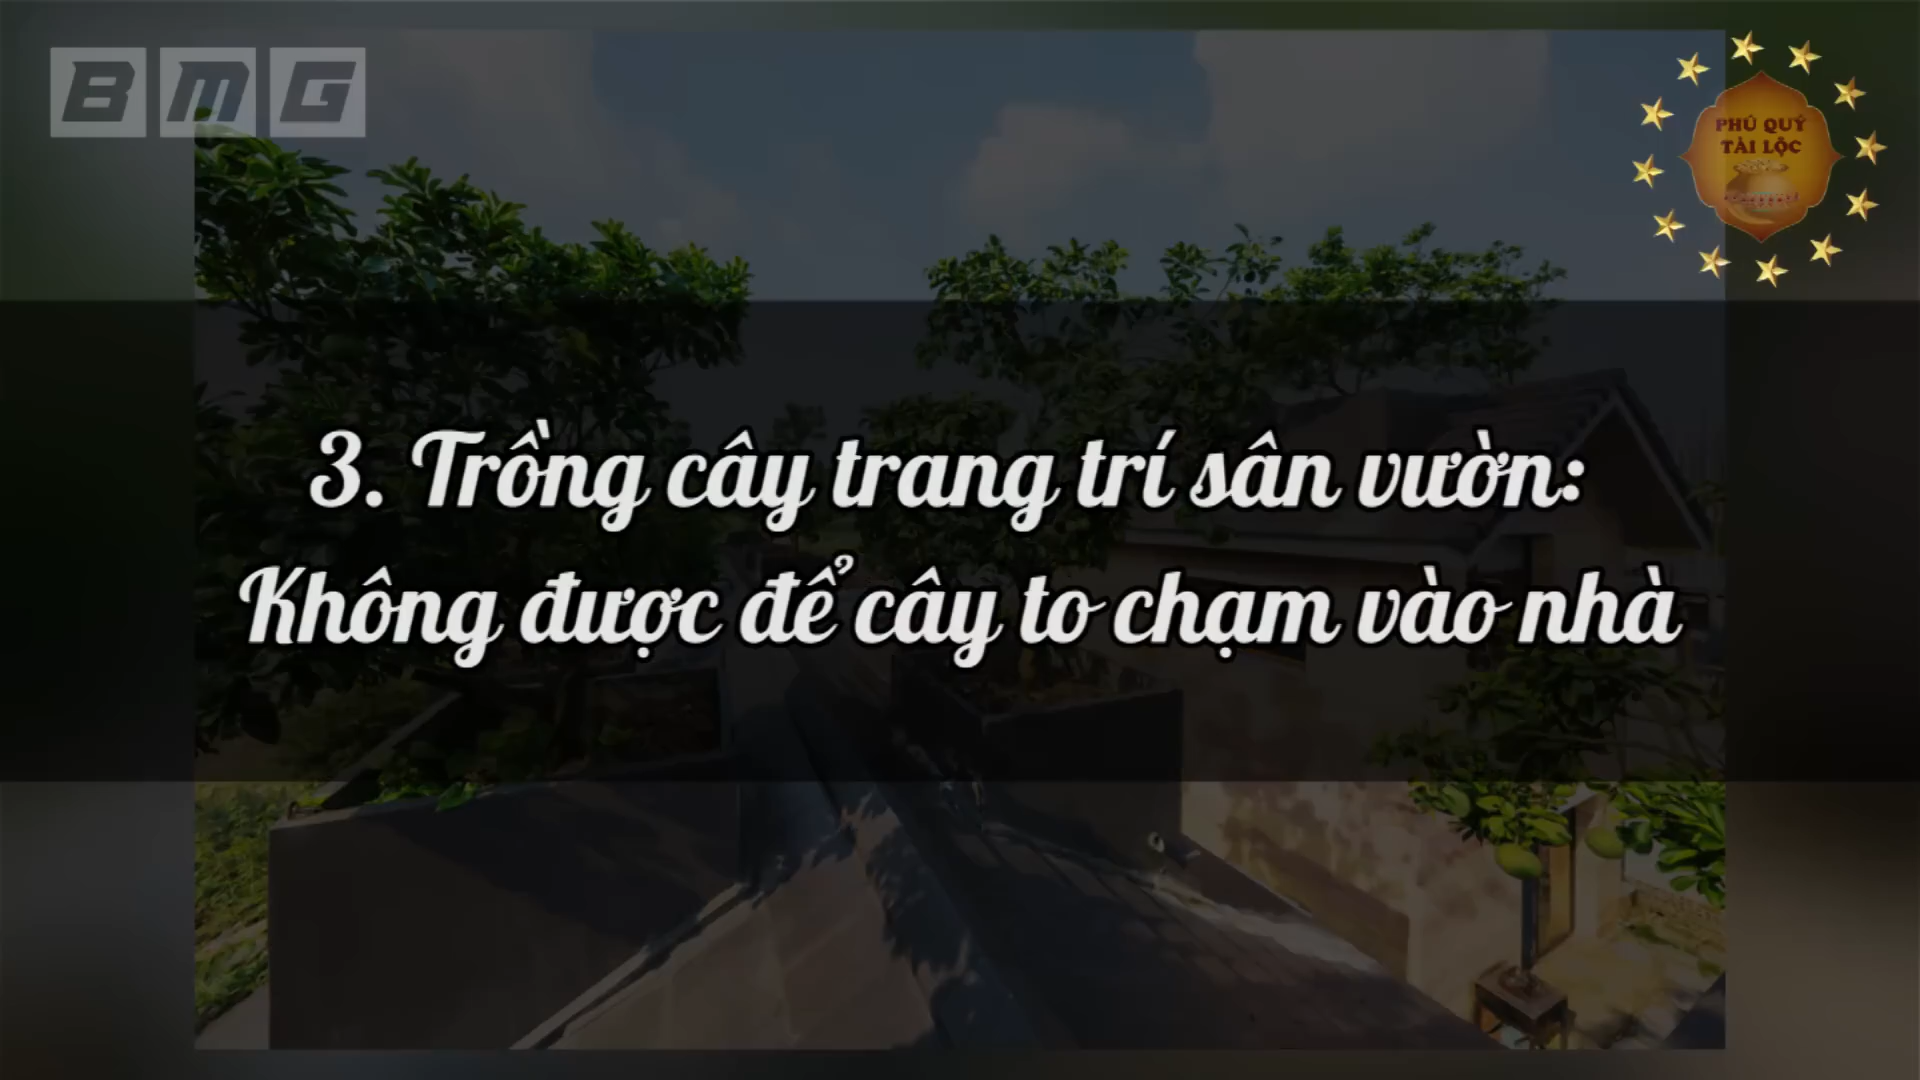 BMG
PHÚ QUÝ
TÀI LỘC
3. Trồng cây trang trí sân vườn:
Không được để cây to chạm vào nhà